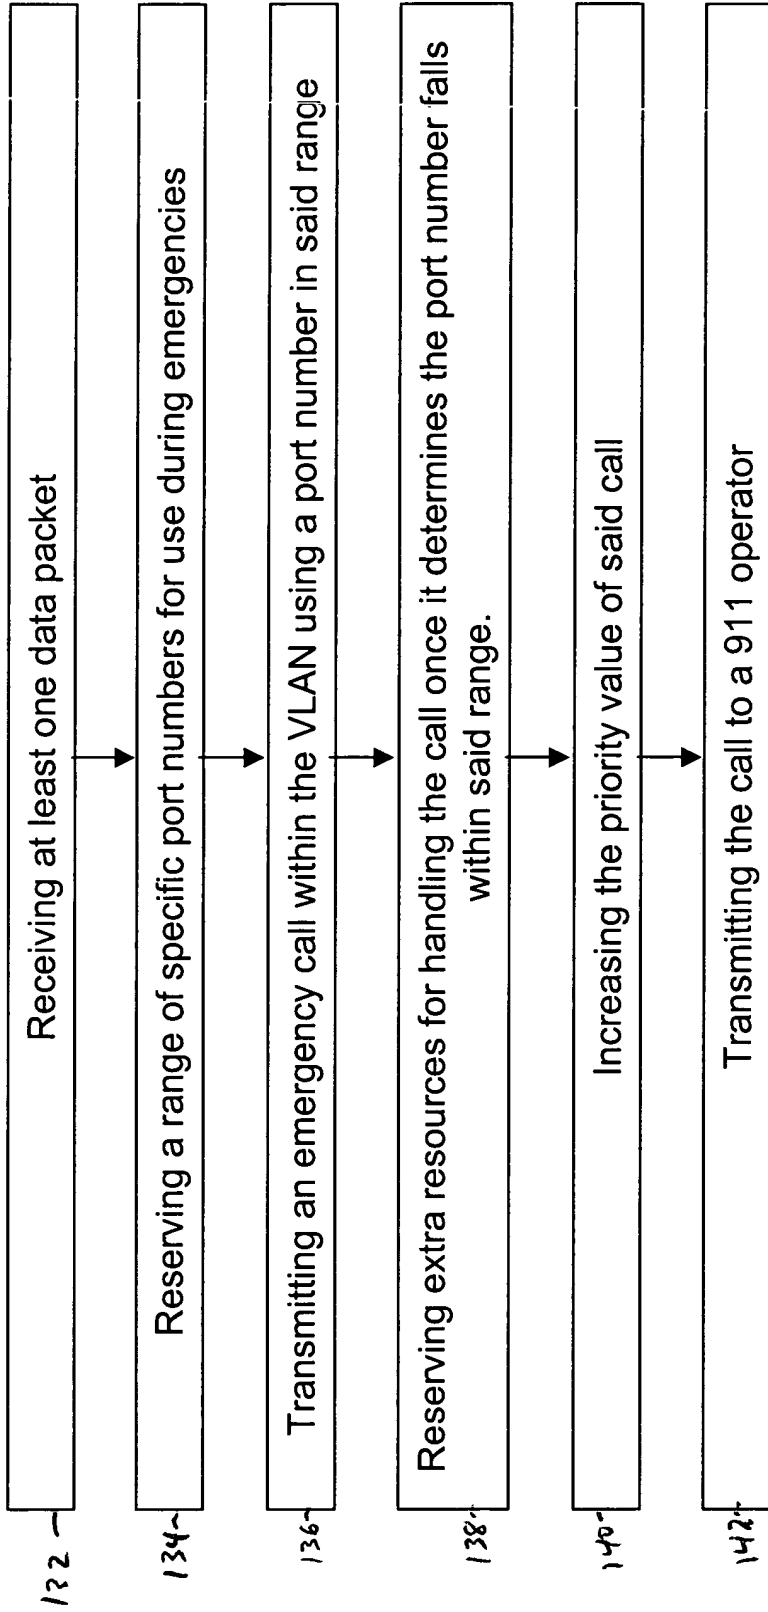 132
Receiving at least one data packet
134
Reserving a range of specific port numbers for use during emergencies
136
Transmitting an emergency call within the VLAN using a port number in said range
138
Reserving extra resources for handling the call once it determines the port number falls
within said range.
140
Increasing the priority value of said call
142
Transmitting the call to a 911 operator